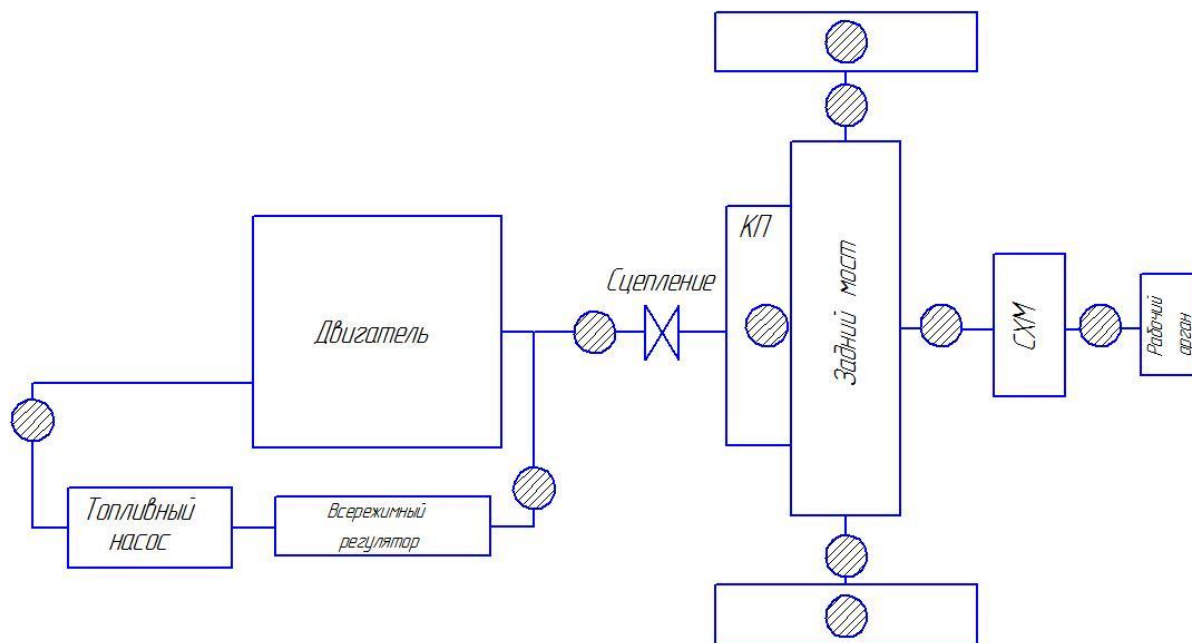 КП
Сцепление
Двигатель
Задний мост
СХМ
Рабочий
орган
Топливный
насос
Всережимный
регулятор